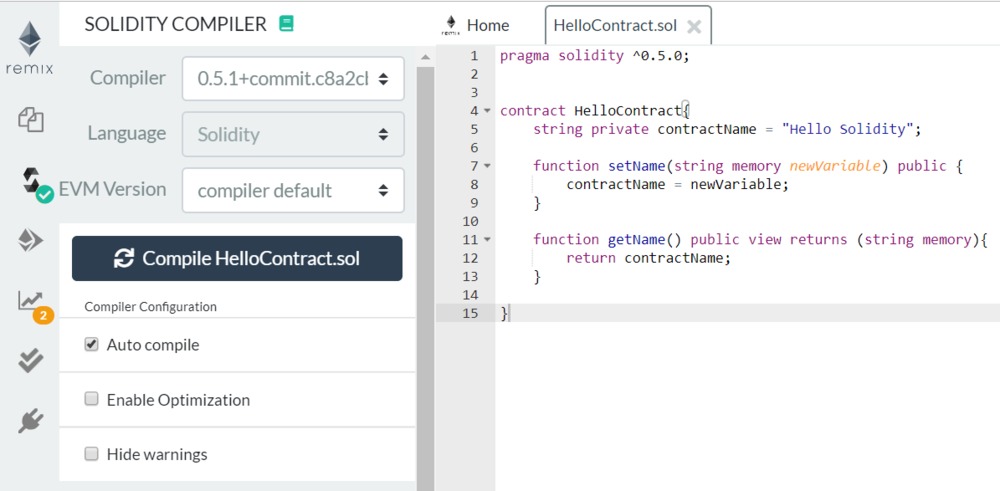 remix
SOLIDITY COMPILER
Compiler 0.5.1+commit.c8a2cb
Language Solidity
EVM Version compiler default
Compile HelloContract.sol
Compiler Configuration
Auto compile
Enable Optimization
Hide warnings
2
remix Home HelloContract.sol
1 pragma solidity ^0.5.0;
2
3
4 contract HelloContract{
5 string private contractName = "Hello Solidity";
6
7 function setName(string memory newVariable) public {
8 contractName = newVariable;
9 }
10
11 function getName() public view returns (string memory){
12 return contractName;
13 }
14
15 }